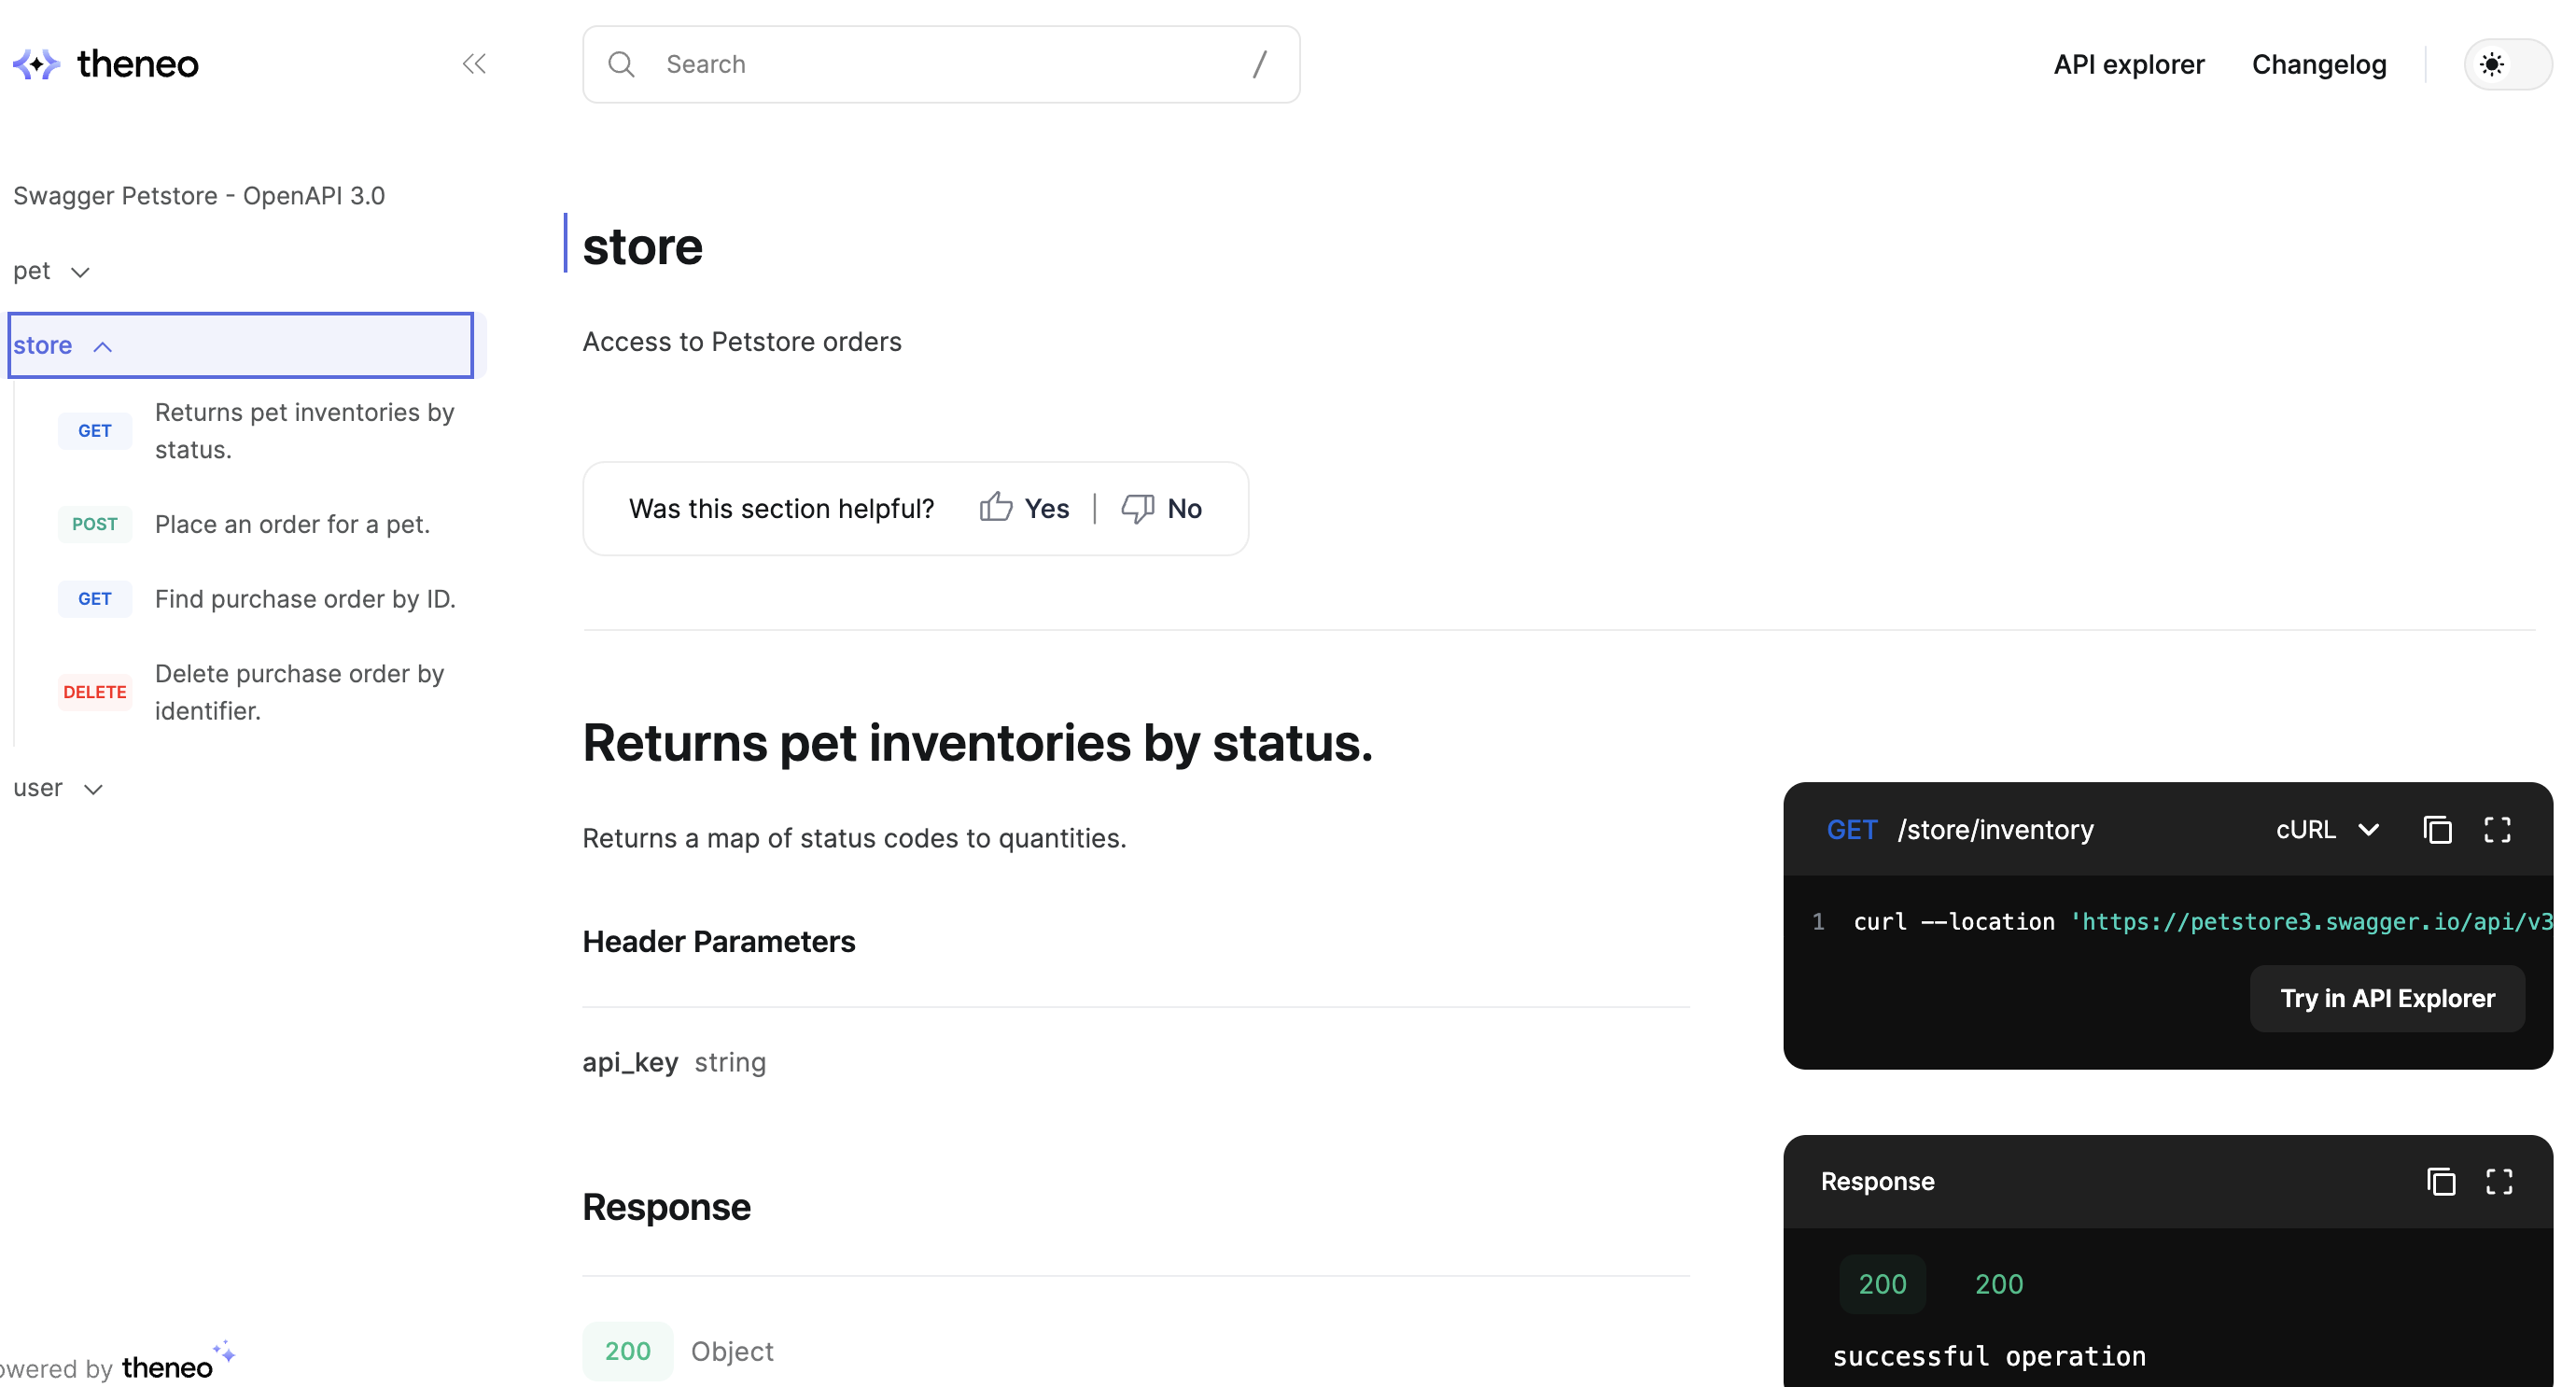 theneo
Search
/
API explorer
Changelog
Swagger Petstore - OpenAPI 3.0
pet
store
GET
Returns pet inventories by
status.
POST
Place an order for a pet.
GET
Find purchase order by ID.
DELETE
Delete purchase order by
identifier.
user
owered by theneo
store
Access to Petstore orders
Was this section helpful?
Yes | No
Returns pet inventories by status.
Returns a map of status codes to quantities.
Header Parameters
api_key string
Response
200 Object
GET /store/inventory
cURL
1 curl --location 'https://petstore3.swagger.io/api/v3
Try in API Explorer
Response
200 200
successful operation